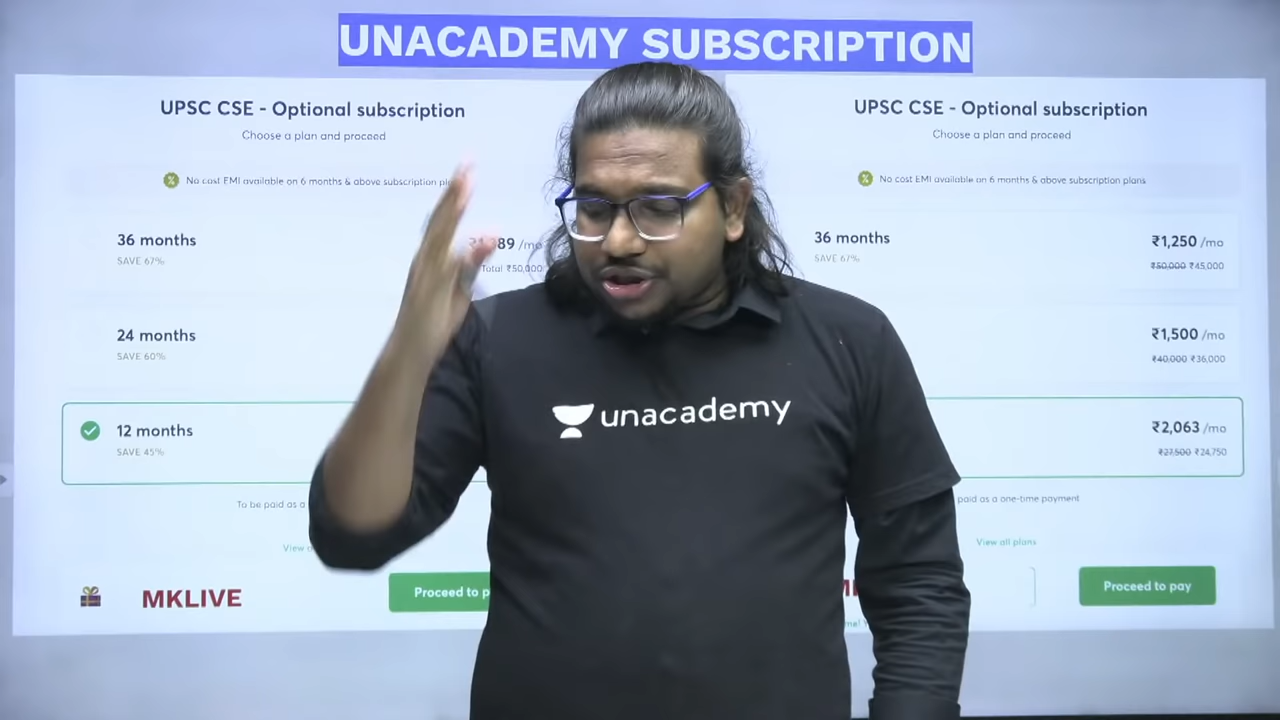 UNACADEMY SUBSCRIPTION
UPSC CSE - Optional subscription
Choose a plan and proceed
No cost EMI available on 6 months & above subscription
36 months
SAVE 67%
/mo
Total ₹50,000
24 months
SAVE 60%
12 months
SAVE 45%
To be paid as a
MKLIVE
Proceed to
unacademy
UPSC CSE - Optional subscription
Choose a plan and proceed
No cost EMI available on 6 months & above subscription plans
36 months
SAVE 67%
₹1,250 /mo
₹50,000 ₹45,000
₹1,500 /mo
₹40,000 ₹36,000
₹2,063 /mo
₹27,500 ₹24,750
paid as a one-time payment
View all plans
Proceed to pay